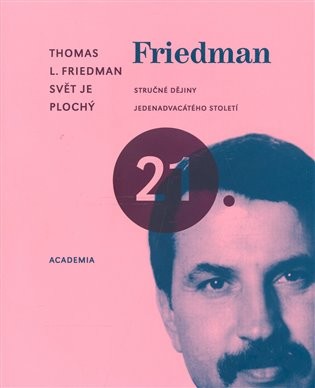 THOMAS
L. FRIEDMAN
SVĚT JE
PLOCHÝ
Friedman
STRUČNÉ DĚJINY
JEDENADVACÁTÉHO STOLETÍ
21.
ACADEMIA